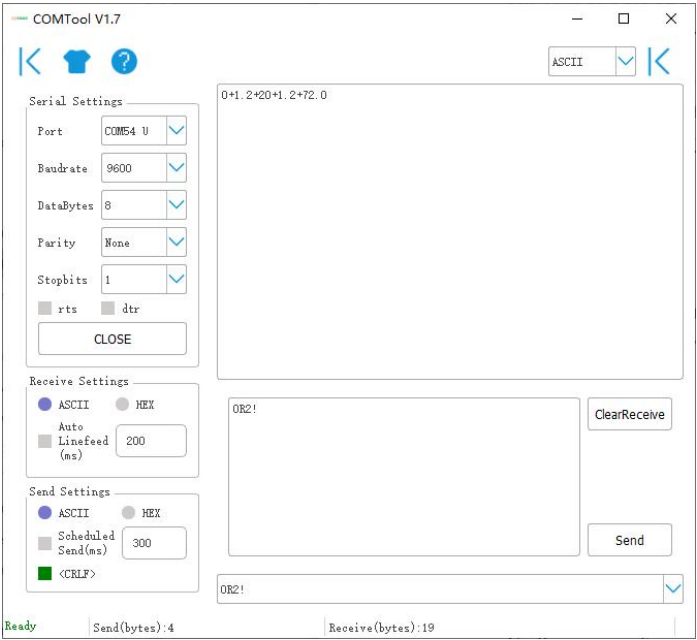 COMTool V1.7
ASCII
Serial Settings
Port COM54 U
Baudrate 9600
DataBytes 8
Parity None
Stopbits 1
rts dtr
CLOSE
0+1.2+20+1.2+72.0
Receive Settings
ASCII HEX
Auto
Linefeed
(ms)
200
0R2!
ClearReceive
Send Settings
ASCII HEX
Scheduled
Send(ms)
300
<CRLF>
Send
0R2!
Ready Send(bytes):4 Receive(bytes):19